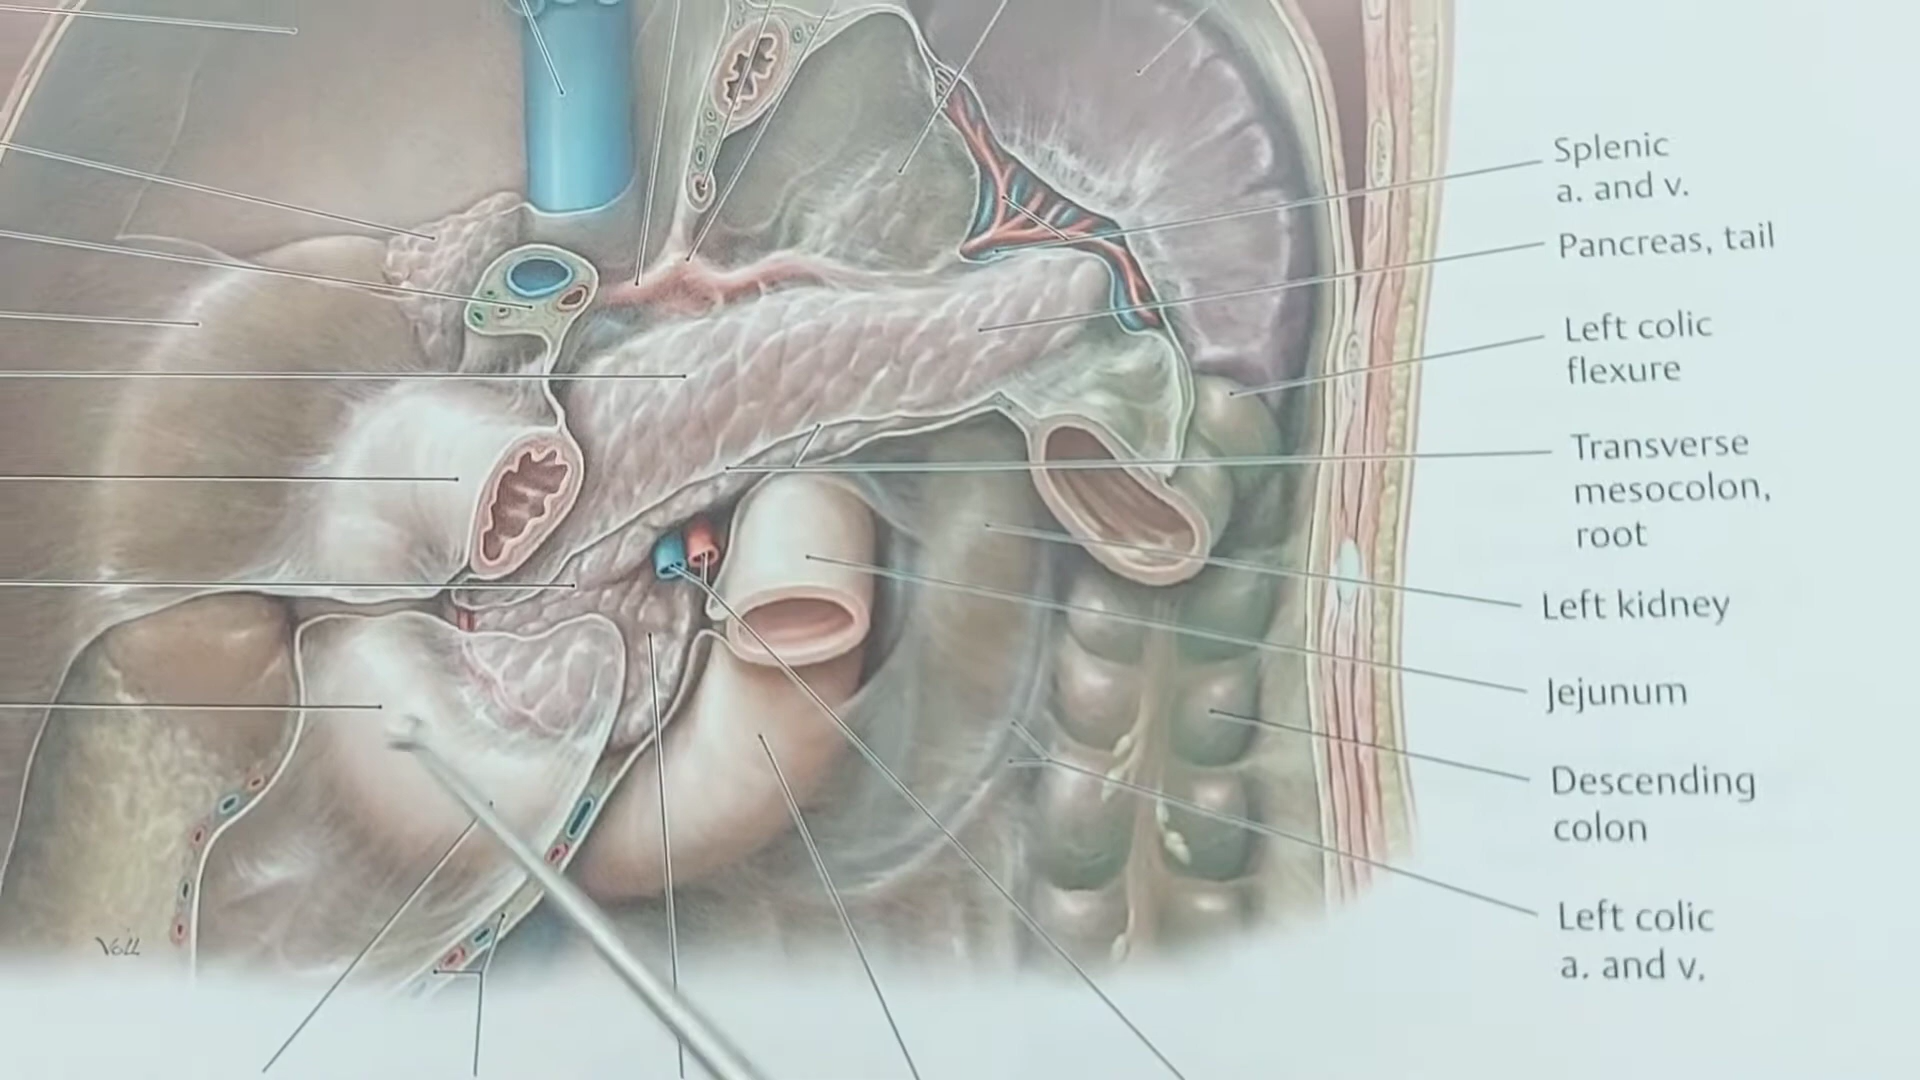 Splenic
a. and v.
Pancreas, tail
Left colic
flexure
Transverse
mesocolon,
root
Left kidney
Jejunum
Descending
colon
Left colic
a. and v.
Voll